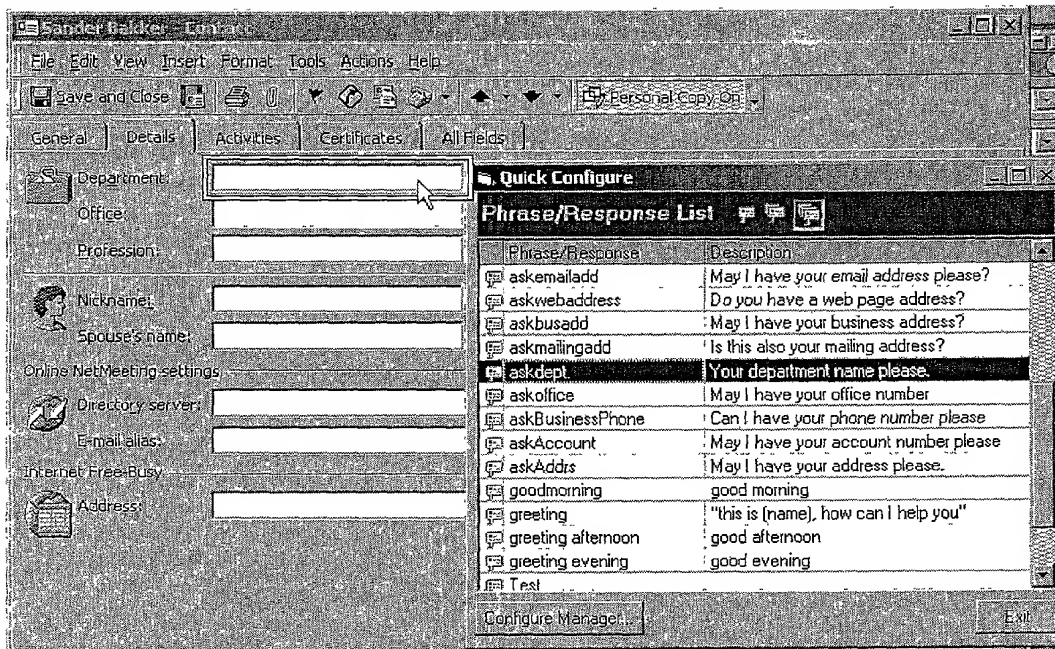 Sander Bakker - Contact
File Edit View Insert Format Tools Actions Help
Save and Close Personal Copy On
General Details Activities Certificates All Fields
Department:
Office:
Profession:
Nickname:
Spouse's name:
Online NetMeeting settings
Directory server:
E-mail alias:
Internet Free-Busy
Address:
Quick Configure
Phrase/Response List
Phrase/Response Description
askemailadd May I have your email address please?
askwebaddress Do you have a web page address?
askbusadd May I have your business address?
askmailingadd Is this also your mailing address?
askdept Your department name please.
askoffice May I have your office number
askBusinessPhone Can I have your phone number please
askAccount May I have your account number please
askAddrs May I have your address please.
goodmorning good morning
greeting "this is (name), how can I help you"
greeting afternoon good afternoon
greeting evening good evening
Test
Configure Manager... Exit